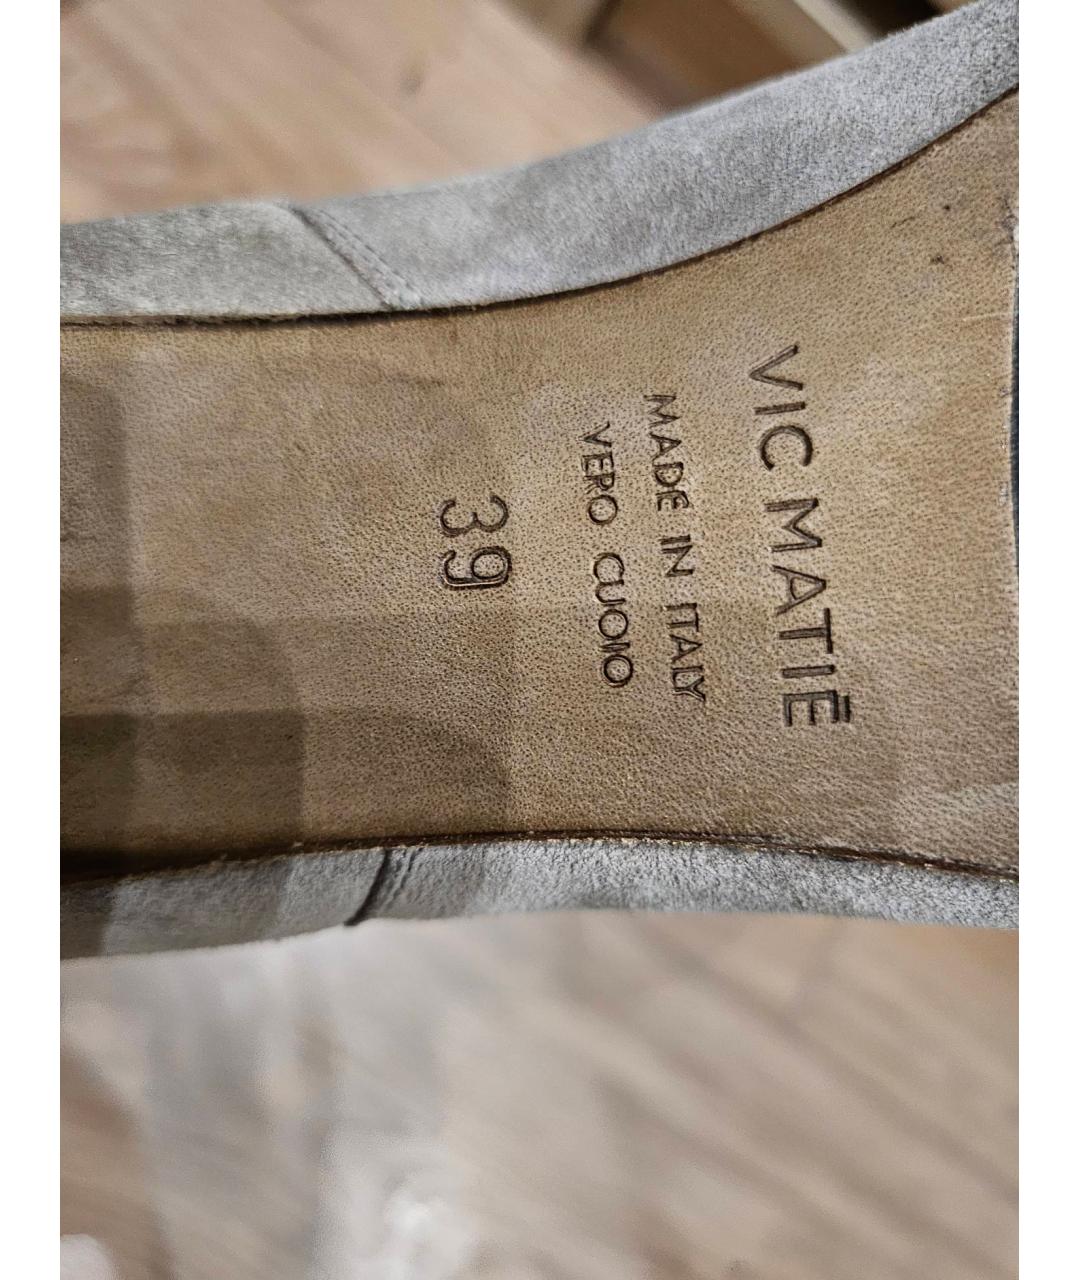 VIC MATIĒ
MADE IN ITALY
VERO CUOIO
39